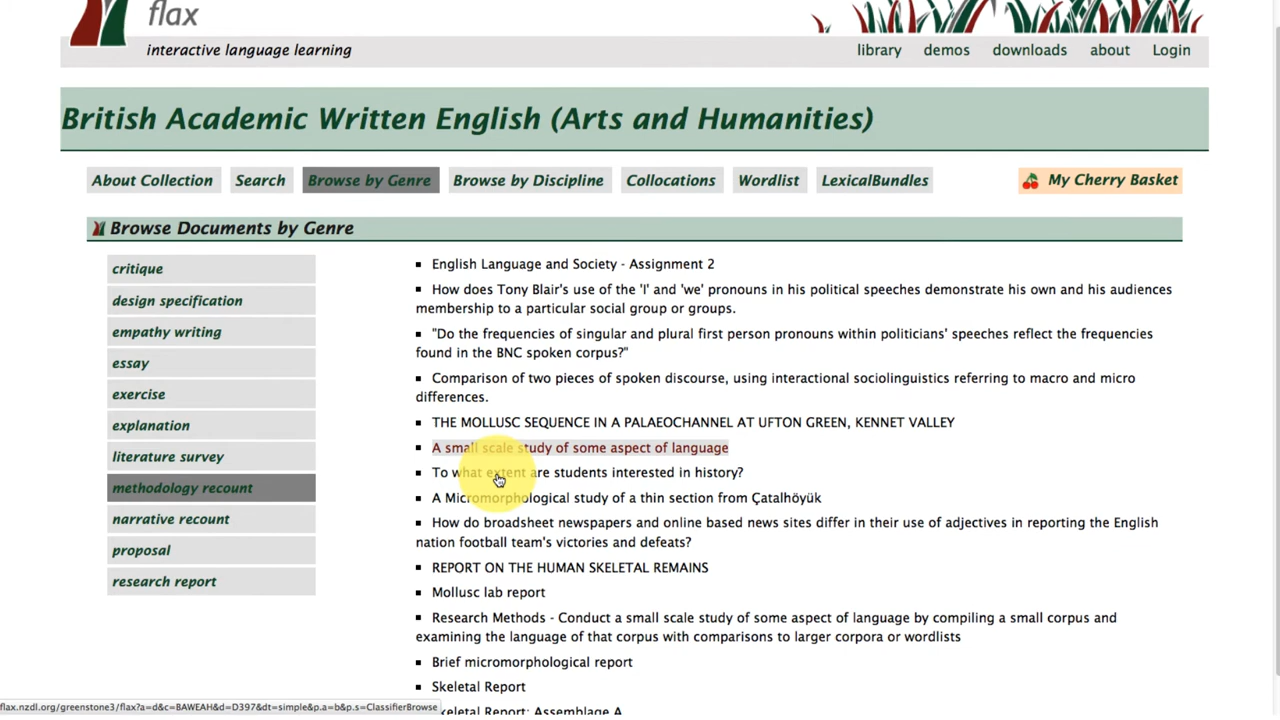 flax
interactive language learning
library demos downloads about Login
British Academic Written English (Arts and Humanities)
About Collection Search Browse by Genre Browse by Discipline Collocations Wordlist LexicalBundles My Cherry Basket
Browse Documents by Genre
critique
design specification
empathy writing
essay
exercise
explanation
literature survey
methodology recount
narrative recount
proposal
research report
English Language and Society - Assignment 2
How does Tony Blair's use of the 'I' and 'we' pronouns in his political speeches demonstrate his own and his audiences
membership to a particular social group or groups.
"Do the frequencies of singular and plural first person pronouns within politicians' speeches reflect the frequencies
found in the BNC spoken corpus?"
Comparison of two pieces of spoken discourse, using interactional sociolinguistics referring to macro and micro
differences.
THE MOLLUSC SEQUENCE IN A PALAEOCHANNEL AT UFTON GREEN, KENNET VALLEY
A small scale study of some aspect of language
To what extent are students interested in history?
A Micromorphological study of a thin section from Çatalhöyük
How do broadsheet newspapers and online based news sites differ in their use of adjectives in reporting the English
nation football team's victories and defeats?
REPORT ON THE HUMAN SKELETAL REMAINS
Mollusc lab report
Research Methods - Conduct a small scale study of some aspect of language by compiling a small corpus and
examining the language of that corpus with comparisons to larger corpora or wordlists
Brief micromorphological report
Skeletal Report
keletal Report: Assemblage A
flax.nzdl.org/greenstone3/flax?a=d&c=BAWEAH&d=D397&dt=simple&p.a=b&p.s=ClassifierBrowse